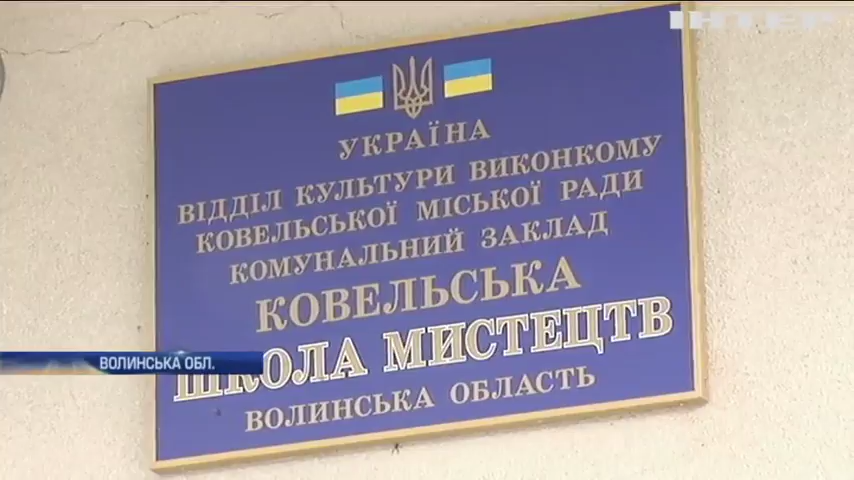 ІНТЕР
УКРАЇНА
ВІДДІЛ КУЛЬТУРИ ВИКОНКОМУ
КОВЕЛЬСЬКОЇ МІСЬКОЇ РАДИ
КОМУНАЛЬНИЙ ЗАКЛАД
КОВЕЛЬСЬКА
ШКОЛА МИСТЕЦТВ
ВОЛИНСЬКА ОБЛАСТЬ
ВОЛИНСЬКА ОБЛ.